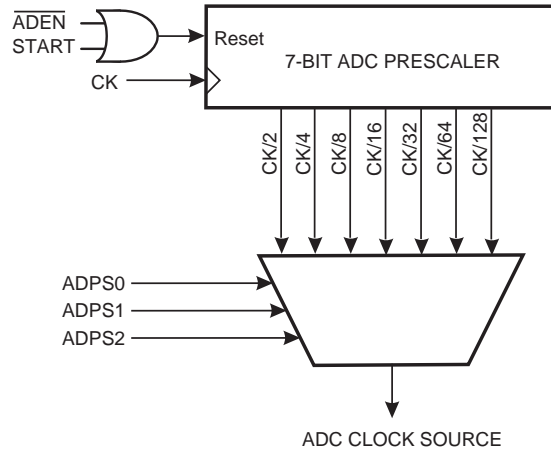 ADEN
START
Reset
7-BIT ADC PRESCALER
CK
CK/2
CK/4
CK/8
CK/16
CK/32
CK/64
CK/128
ADPS0
ADPS1
ADPS2
ADC CLOCK SOURCE